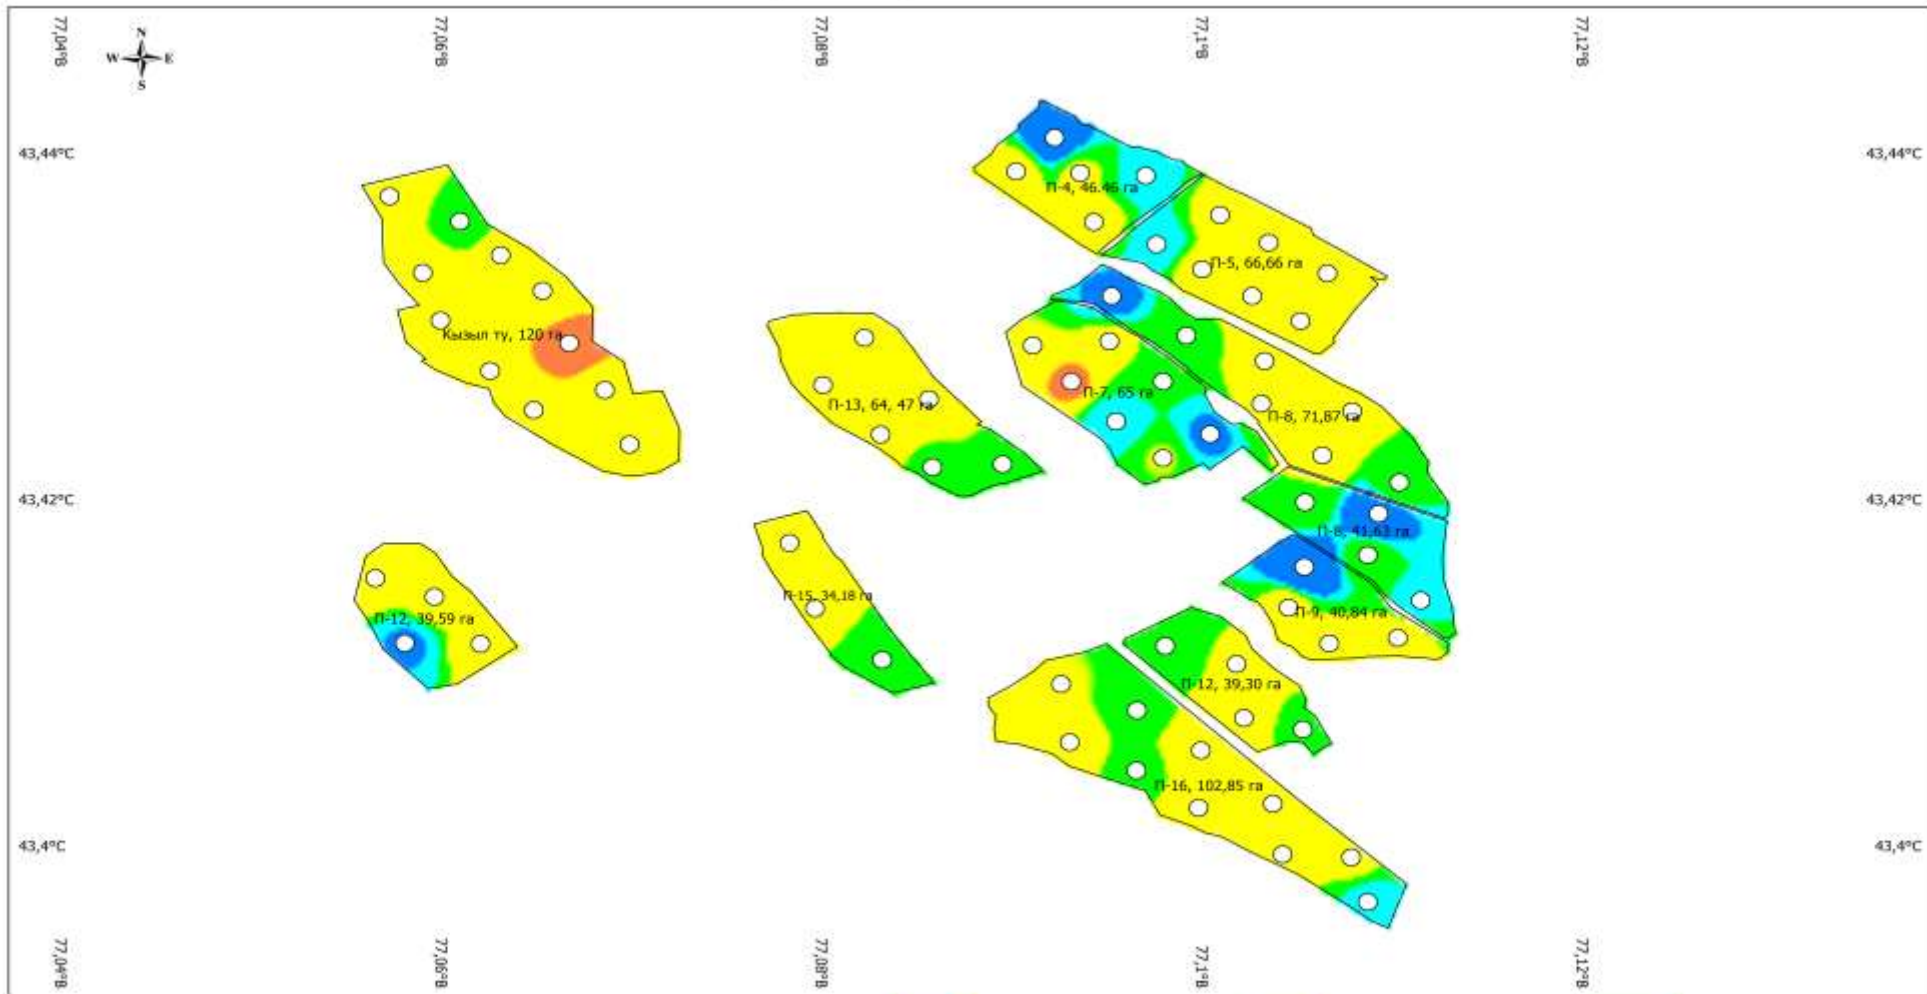 77,04°В
77,06°В
77,08°В
77,1°В
77,12°В
N
W E
S
43,44°С
43,44°С
П-4, 46.46 га
П-5, 66,66 га
Кызыл ту, 120 га
П-13, 64, 47 га
П-7, 65 га
П-8, 71,87 га
43,42°С
43,42°С
П-8, 41,63 га
П-15, 34,18 га
П-12, 39,59 га
П-9, 40,84 га
П-12, 39,30 га
П-16, 102,85 га
43,4°С
43,4°С
77,04°В
77,06°В
77,08°В
77,1°В
77,12°В